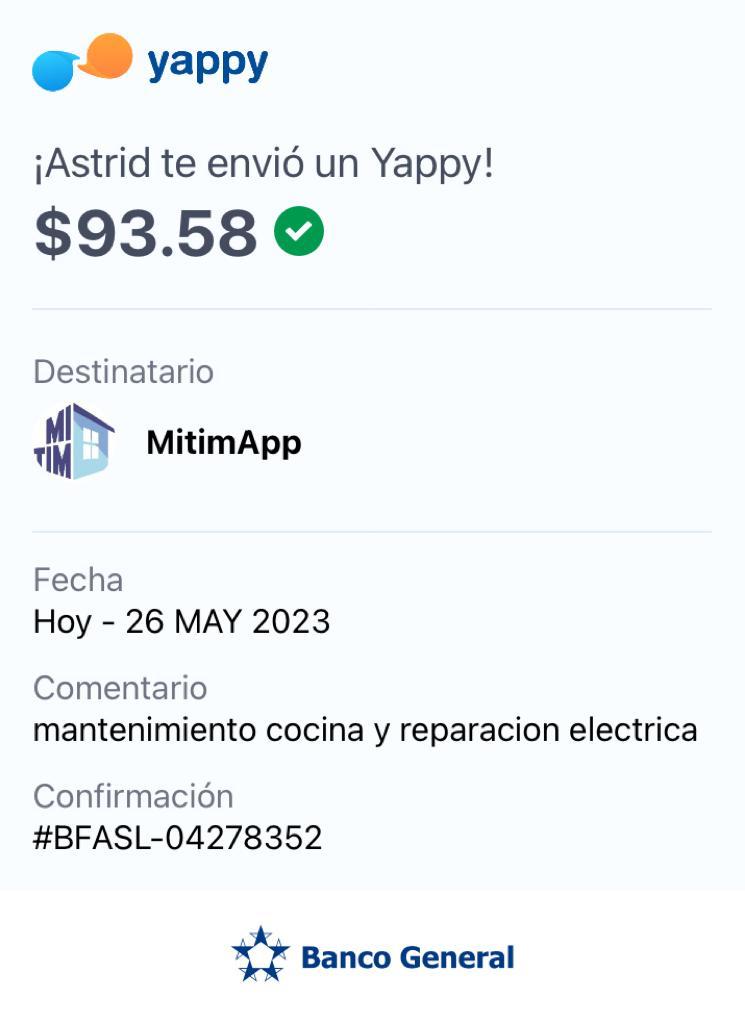 yappy
¡Astrid te envió un Yappy!
$93.58
Destinatario
MI
TIM
MitimApp
Fecha
Hoy - 26 MAY 2023
Comentario
mantenimiento cocina y reparacion electrica
Confirmación
#BFASL-04278352
Banco General